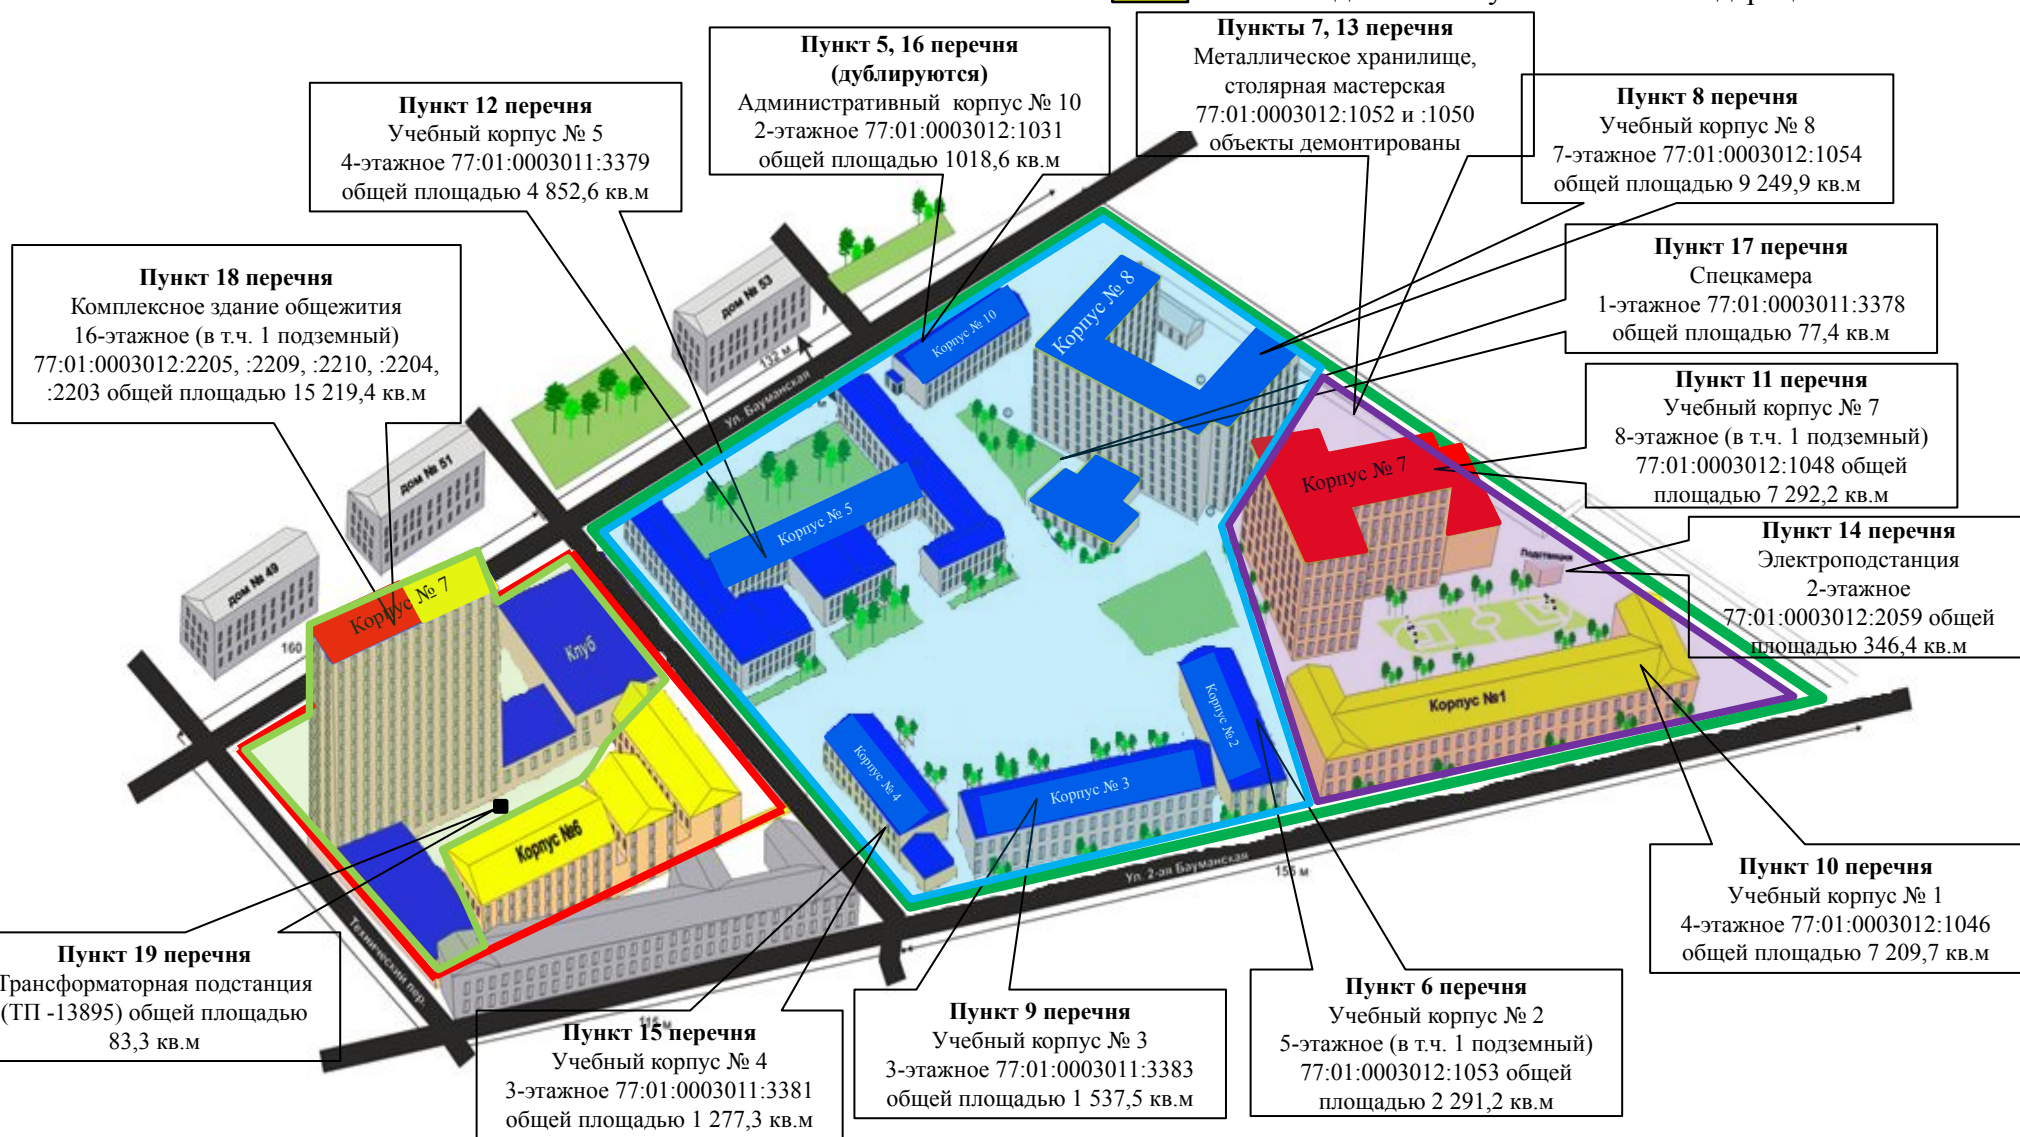 Пункт 5, 16 перечня
(дублируются)
Административный корпус № 10
2-этажное 77:01:0003012:1031
общей площадью 1018,6 кв.м
Пункты 7, 13 перечня
Металлическое хранилище,
столярная мастерская
77:01:0003012:1052 и :1050
объекты демонтированы
Пункт 12 перечня
Учебный корпус № 5
4-этажное 77:01:0003011:3379
общей площадью 4 852,6 кв.м
Пункт 8 перечня
Учебный корпус № 8
7-этажное 77:01:0003012:1054
общей площадью 9 249,9 кв.м
Пункт 18 перечня
Комплексное здание общежития
16-этажное (в т.ч. 1 подземный)
77:01:0003012:2205, :2209, :2210, :2204,
:2203 общей площадью 15 219,4 кв.м
Пункт 17 перечня
Спецкамера
1-этажное 77:01:0003011:3378
общей площадью 77,4 кв.м
Пункт 11 перечня
Учебный корпус № 7
8-этажное (в т.ч. 1 подземный)
77:01:0003012:1048 общей
площадью 7 292,2 кв.м
Пункт 14 перечня
Электроподстанция
2-этажное
77:01:0003012:2059 общей
площадью 346,4 кв.м
дом № 53
132 м
Ул. Бауманская
дом № 51
дом № 49
160
Корпус № 10
Корпус № 8
Корпус № 5
Корпус № 7
Подстанция
Корпус № 7
Клуб
Корпус №6
Корпус № 4
Корпус № 3
Корпус № 2
Корпус №1
Ул. 2-ая Бауманская
155 м
Технический пер.
115 м
Пункт 10 перечня
Учебный корпус № 1
4-этажное 77:01:0003012:1046
общей площадью 7 209,7 кв.м
Пункт 19 перечня
Трансформаторная подстанция
(ТП -13895) общей площадью
83,3 кв.м
Пункт 15 перечня
Учебный корпус № 4
3-этажное 77:01:0003011:3381
общей площадью 1 277,3 кв.м
Пункт 9 перечня
Учебный корпус № 3
3-этажное 77:01:0003011:3383
общей площадью 1 537,5 кв.м
Пункт 6 перечня
Учебный корпус № 2
5-этажное (в т.ч. 1 подземный)
77:01:0003012:1053 общей
площадью 2 291,2 кв.м